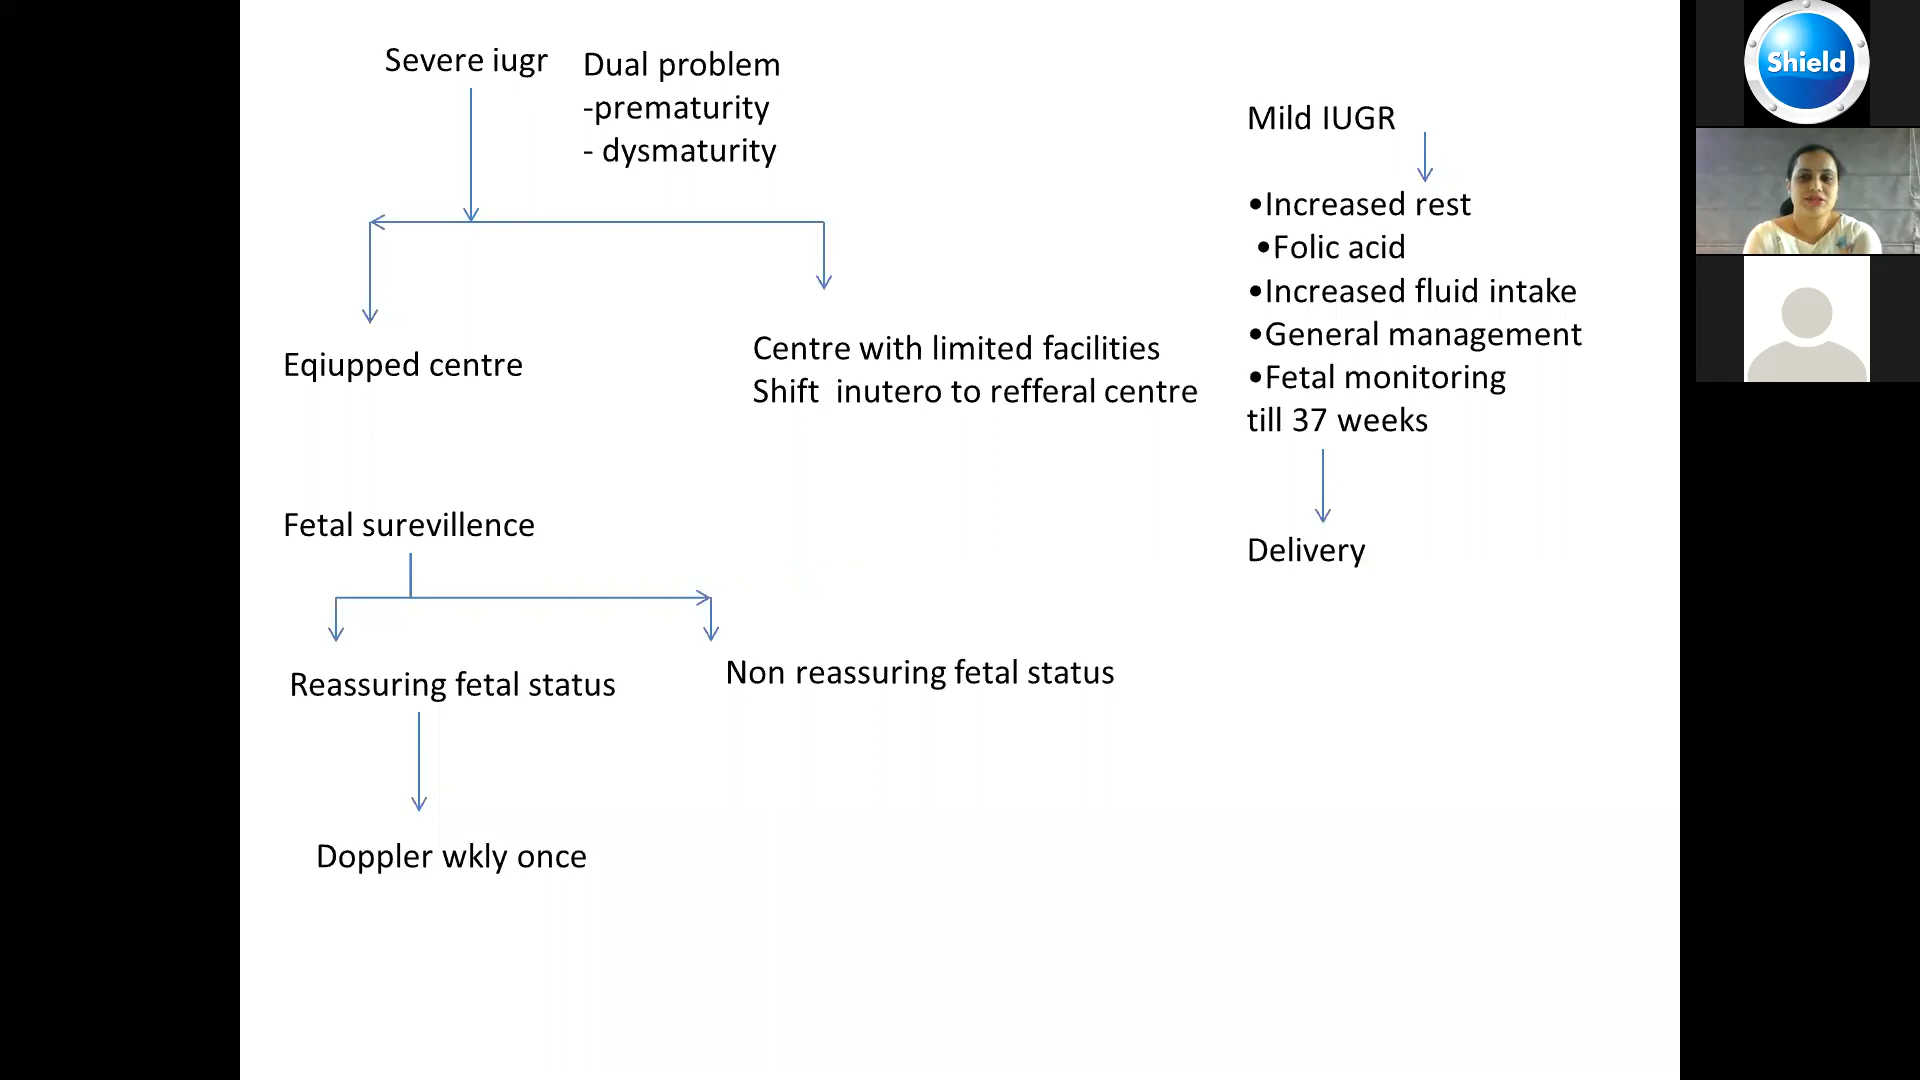 Severe iugr
Dual problem
-prematurity
- dysmaturity
Eqiupped centre
Centre with limited facilities
Shift inutero to refferal centre
Fetal surevillence
Reassuring fetal status
Non reassuring fetal status
Doppler wkly once
Mild IUGR
•Increased rest
•Folic acid
•Increased fluid intake
•General management
•Fetal monitoring
till 37 weeks
Delivery
Shield